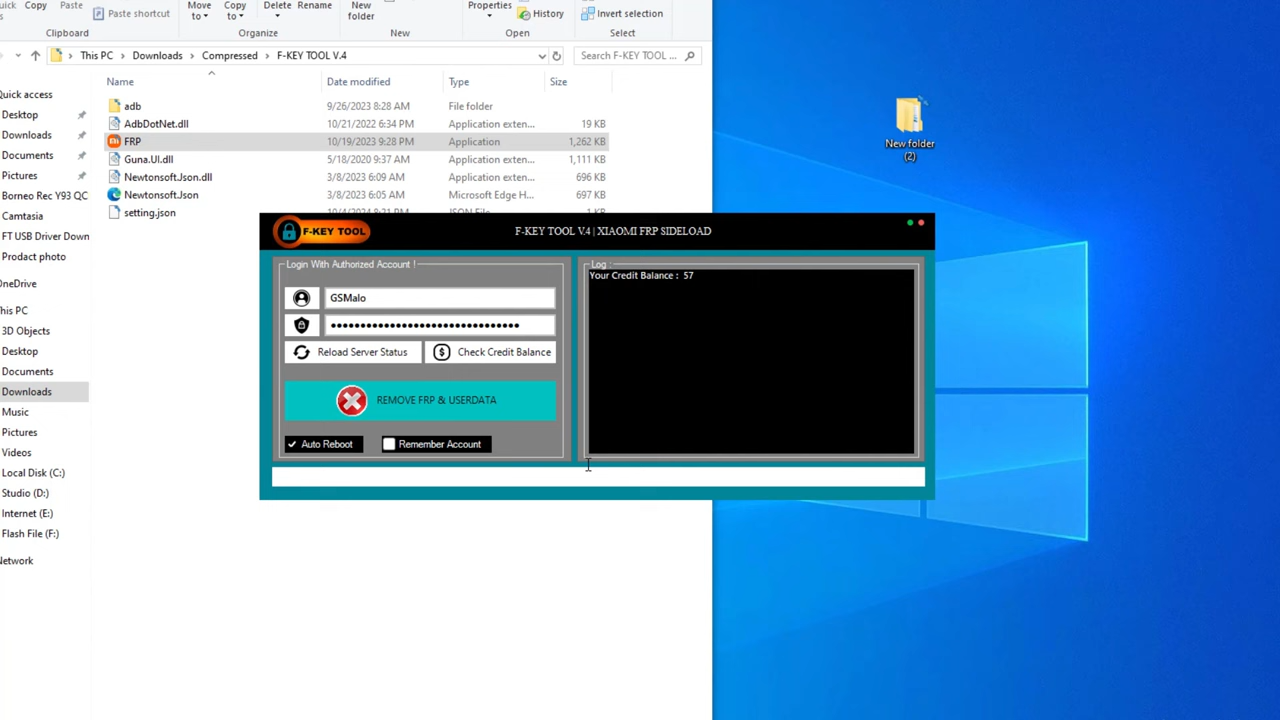 Quick access
Copy
Paste
Paste shortcut
Move to
Copy to
Delete
Rename
New folder
Properties
History
Invert selection
Clipboard
Organize
New
Open
Select
This PC
Downloads
Compressed
F-KEY TOOL V.4
Search F-KEY TOOL ...
Name
Date modified
Type
Size
adb
9/26/2023 8:28 AM
File folder
AdbDotNet.dll
10/21/2022 6:34 PM
Application exten...
19 KB
FRP
10/19/2023 9:28 PM
Application
1,262 KB
Guna.UI.dll
5/18/2020 9:37 AM
Application exten...
1,111 KB
Newtonsoft.Json.dll
3/8/2023 6:09 AM
Application exten...
696 KB
Newtonsoft.Json
3/8/2023 6:05 AM
Microsoft Edge H...
697 KB
setting.json
Quick access
Desktop
Downloads
Documents
Pictures
Borneo Rec Y93 QC
Camtasia
FT USB Driver Down
Product photo
OneDrive
This PC
3D Objects
Desktop
Documents
Downloads
Music
Pictures
Videos
Local Disk (C:)
Studio (D:)
Internet (E:)
Flash File (F:)
Network
F-KEY TOOL
F-KEY TOOL V.4 | XIAOMI FRP SIDELOAD
Login With Authorized Account !
GSMalo
Reload Server Status
Check Credit Balance
REMOVE FRP & USERDATA
Auto Reboot
Remember Account
Log :
Your Credit Balance : 57
New folder
(2)